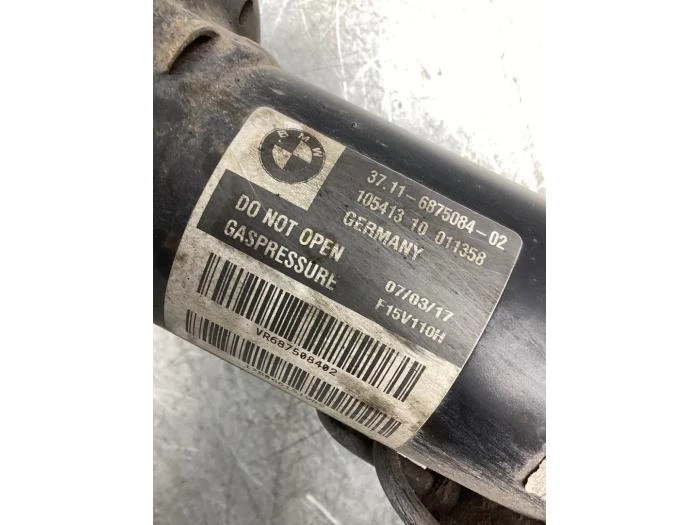 BMW
37.11-6875084-02
105413 10 011358
GERMANY
DO NOT OPEN
GASPRESSURE
07/03/17
F15V110H
VR687508402